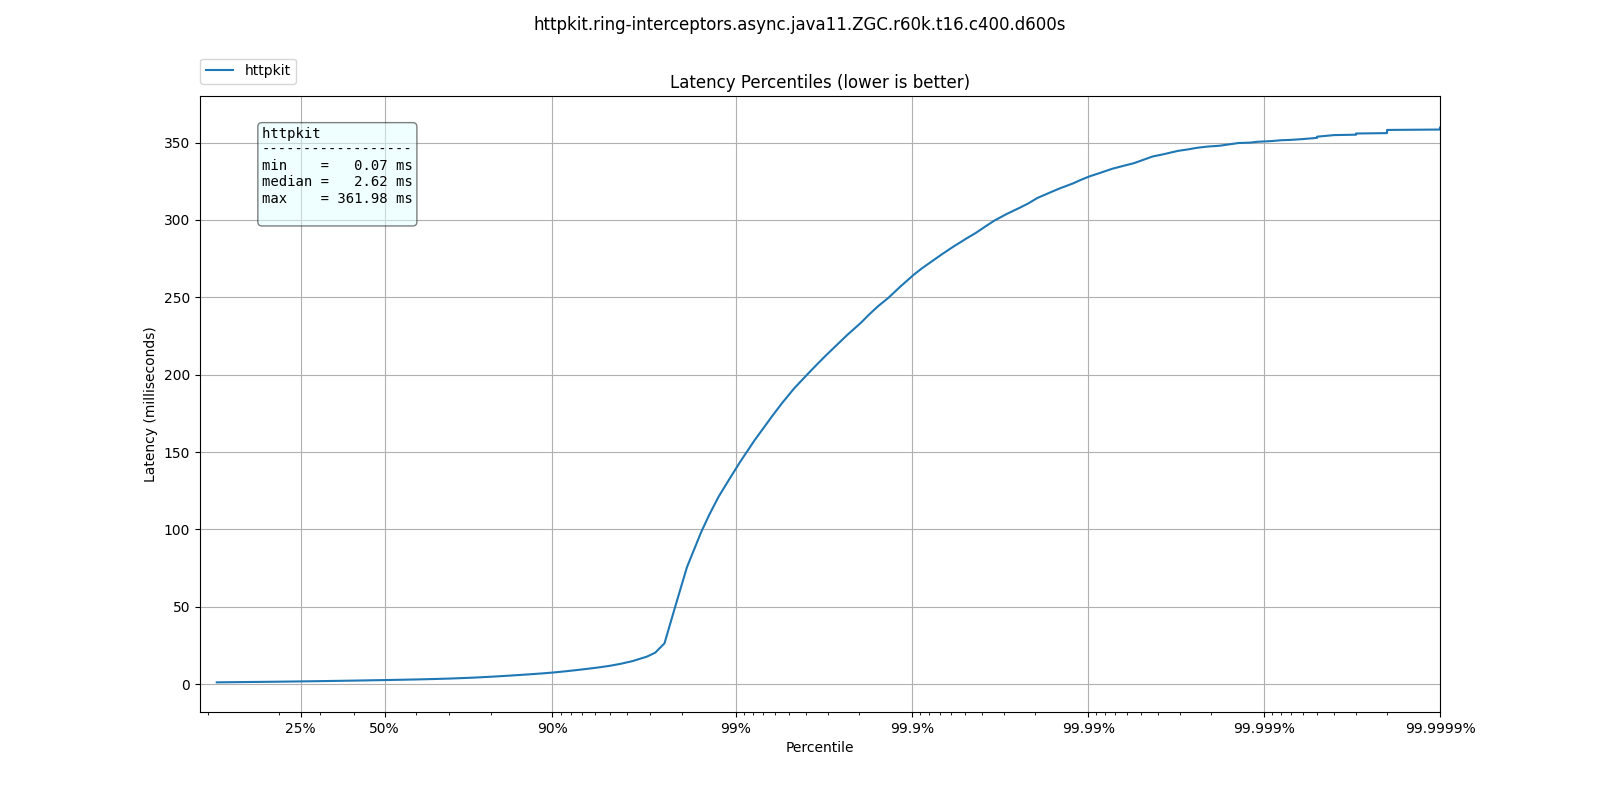 httpkit.ring-interceptors.async.java11.ZGC.r60k.t16.c400.d600s
httpkit
Latency Percentiles (lower is better)
httpkit
------------------
min    =   0.07 ms
median =   2.62 ms
max    = 361.98 ms
350
300
250
200
150
100
50
0
Latency (milliseconds)
25% 50% 90% 99% 99.9% 99.99% 99.999% 99.9999%
Percentile